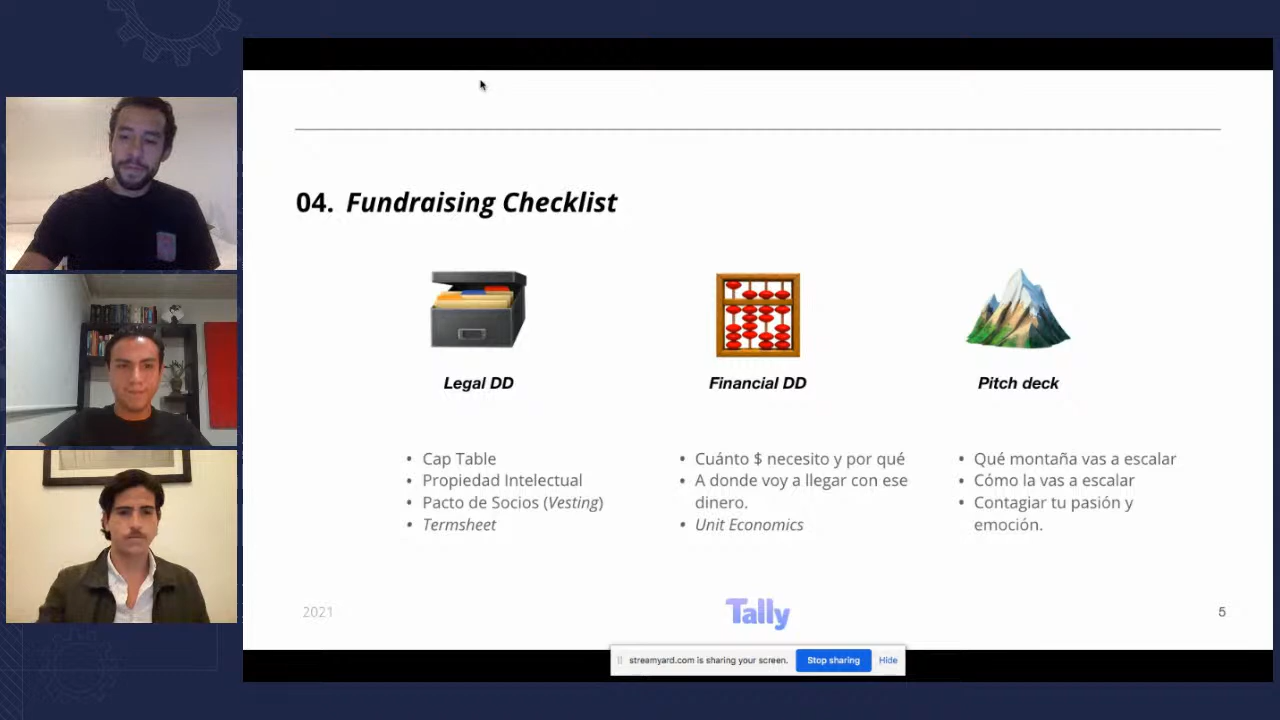 04. Fundraising Checklist
Legal DD
Financial DD
Pitch deck
• Cap Table
• Propiedad Intelectual
• Pacto de Socios (Vesting)
• Termsheet
• Cuánto $ necesito y por qué
• A donde voy a llegar con ese
dinero.
• Unit Economics
• Qué montaña vas a escalar
• Cómo la vas a escalar
• Contagiar tu pasión y
emoción.
2021
Tally
5
streamyard.com is sharing your screen.
Stop sharing
Hide